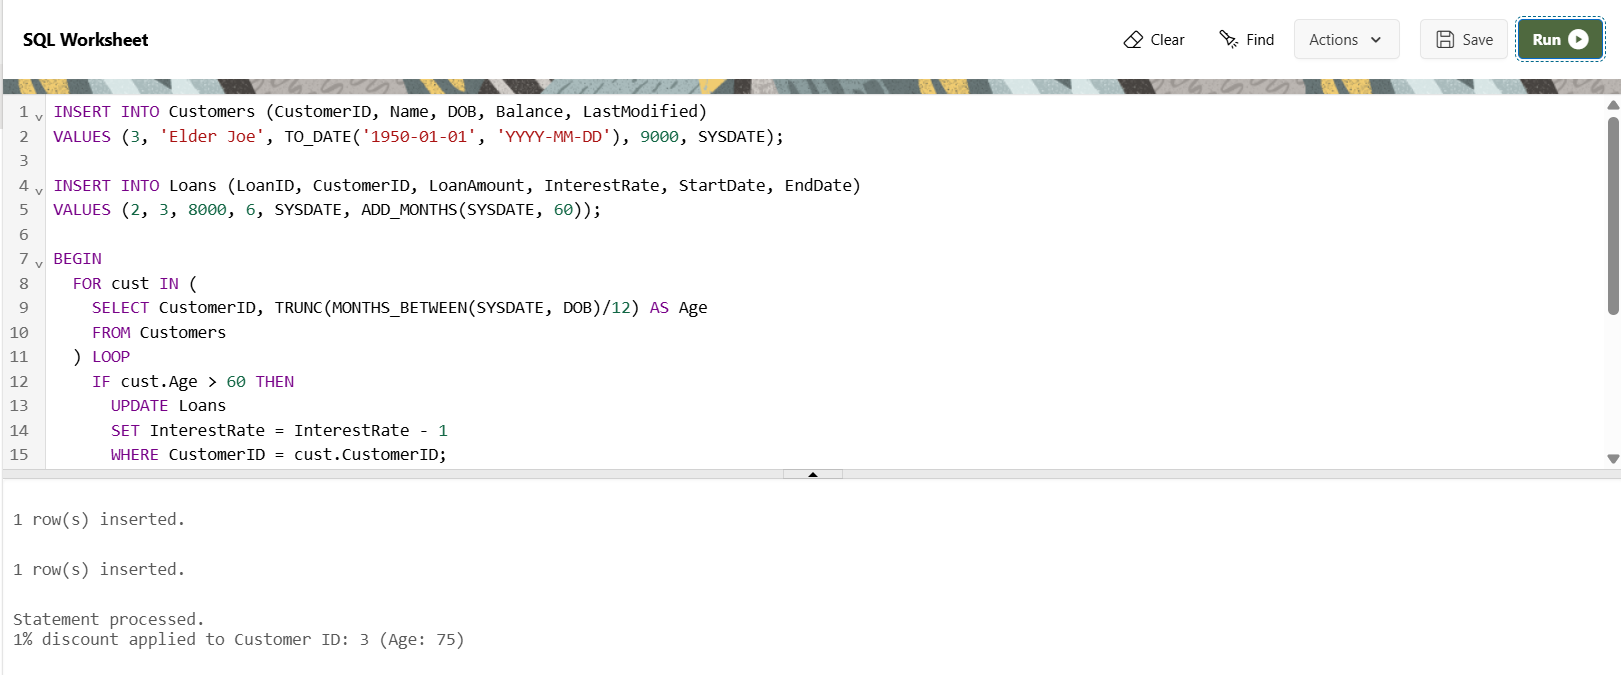 SQL Worksheet
Clear
Find
Actions
Save
Run
1 INSERT INTO Customers (CustomerID, Name, DOB, Balance, LastModified)
2 VALUES (3, 'Elder Joe', TO_DATE('1950-01-01', 'YYYY-MM-DD'), 9000, SYSDATE);
3
4 INSERT INTO Loans (LoanID, CustomerID, LoanAmount, InterestRate, StartDate, EndDate)
5 VALUES (2, 3, 8000, 6, SYSDATE, ADD_MONTHS(SYSDATE, 60));
6
7 BEGIN
8   FOR cust IN (
9     SELECT CustomerID, TRUNC(MONTHS_BETWEEN(SYSDATE, DOB)/12) AS Age
10     FROM Customers
11   ) LOOP
12     IF cust.Age > 60 THEN
13       UPDATE Loans
14       SET InterestRate = InterestRate - 1
15       WHERE CustomerID = cust.CustomerID;
1 row(s) inserted.
1 row(s) inserted.
Statement processed.
1% discount applied to Customer ID: 3 (Age: 75)